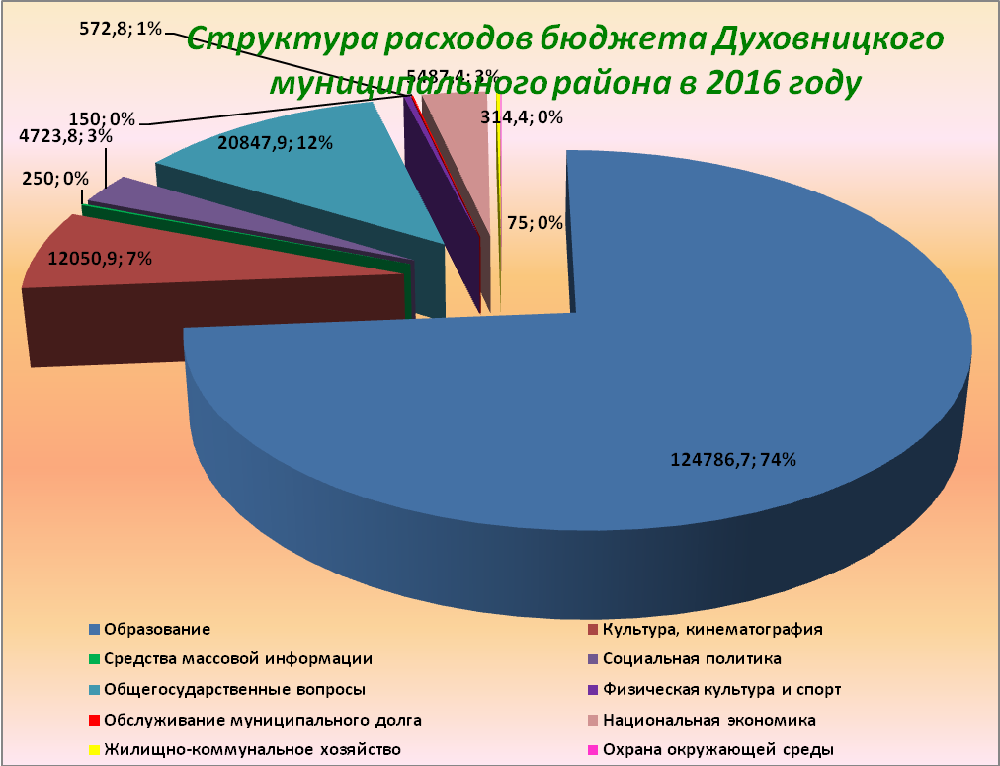 Структура расходов бюджета Духовницкого
муниципального района в 2016 году
572,8; 1%
5487,4; 3%
150; 0%
314,4; 0%
4723,8; 3%
20847,9; 12%
250; 0%
75; 0%
12050,9; 7%
124786,7; 74%
Образование
Культура, кинематография
Средства массовой информации
Социальная политика
Общегосударственные вопросы
Физическая культура и спорт
Обслуживание муниципального долга
Национальная экономика
Жилищно-коммунальное хозяйство
Охрана окружающей среды